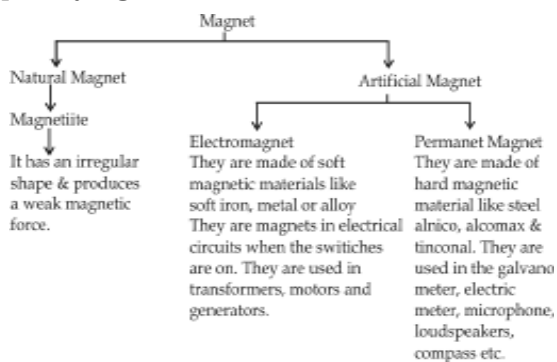 Magnet
Natural Magnet
Artificial Magnet
Magnetiite
It has an irregular
shape & produces
a weak magnetic
force.
Electromagnet
They are made of soft
magnetic materials like
soft iron, metal or alloy
They are magnets in electrical
circuits when the switiches
are on. They are used in
transformers, motors and
generators.
Permanet Magnet
They are made of
hard magnetic
material like steel
alnico, alcomax &
tinconal. They are
used in the galvano
meter, electric
meter, microphone,
loudspeakers,
compass etc.